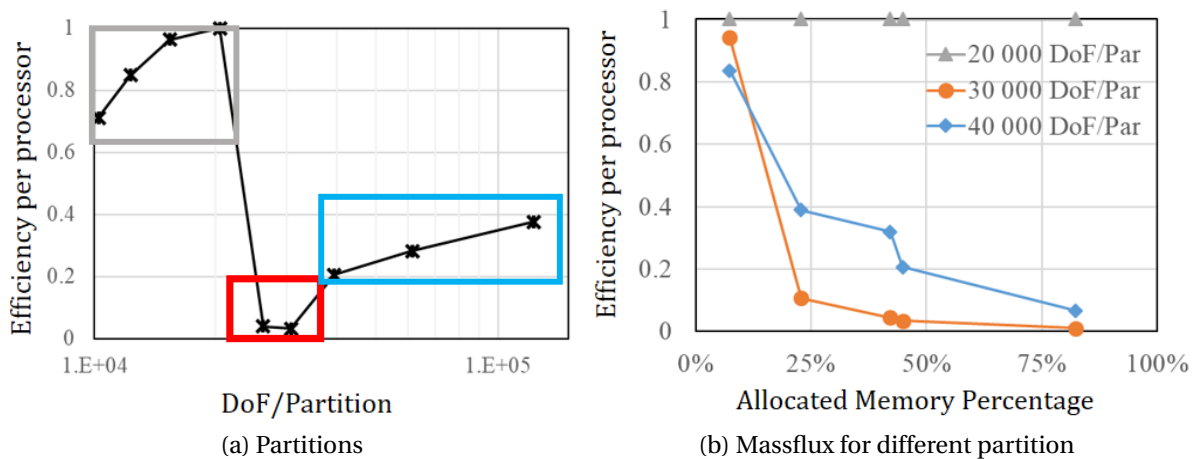 Efficiency per processor
1
0.8
0.6
0.4
0.2
0
1.E+04
1.E+05
DoF/Partition
(a) Partitions
Efficiency per processor
1
0.8
0.6
0.4
0.2
0
20 000 DoF/Par
30 000 DoF/Par
40 000 DoF/Par
0%
25%
50%
75%
100%
Allocated Memory Percentage
(b) Massflux for different partition